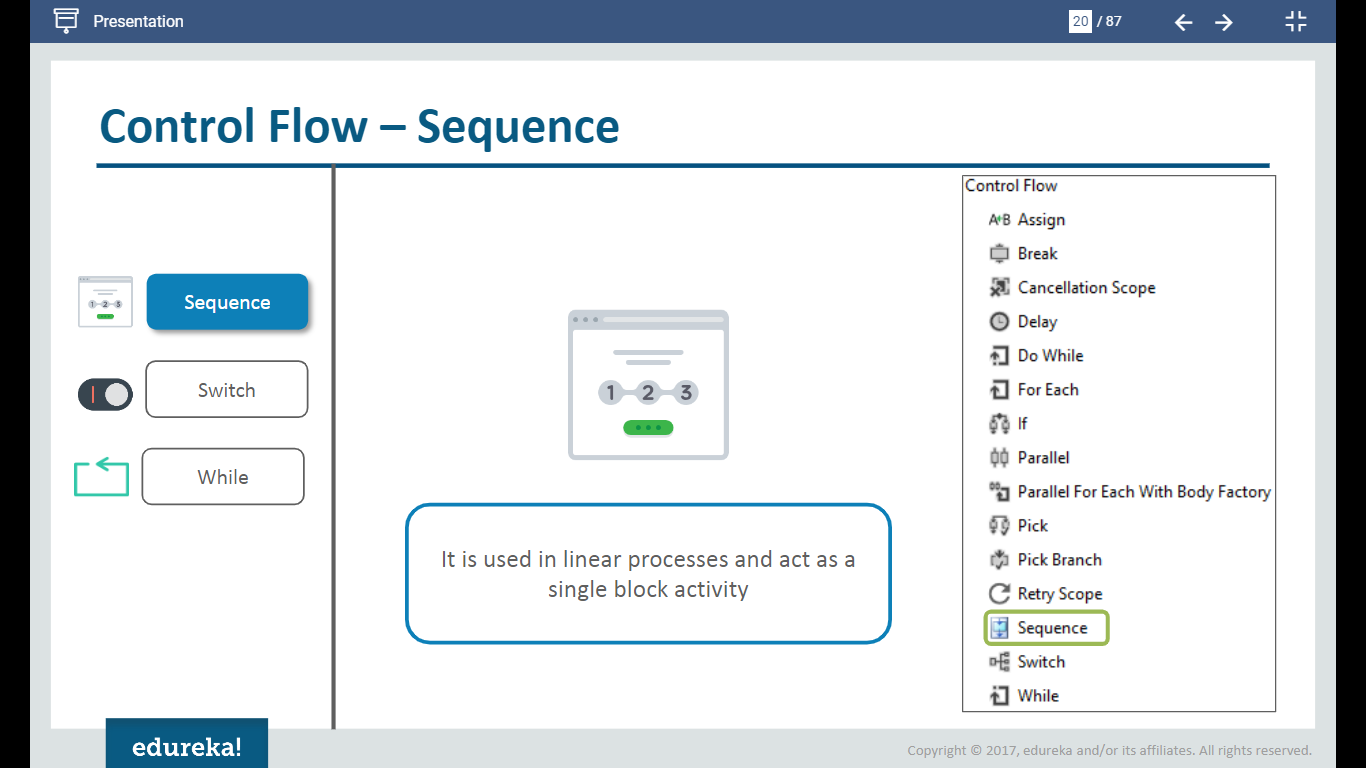 Presentation
20 / 87
Control Flow – Sequence
Sequence
Switch
While
1 2 3
1 2 3
It is used in linear processes and act as a
single block activity
Control Flow
A+B Assign
Break
Cancellation Scope
Delay
Do While
For Each
If
Parallel
Parallel For Each With Body Factory
Pick
Pick Branch
Retry Scope
Sequence
Switch
While
edureka!
Copyright © 2017, edureka and/or its affiliates. All rights reserved.